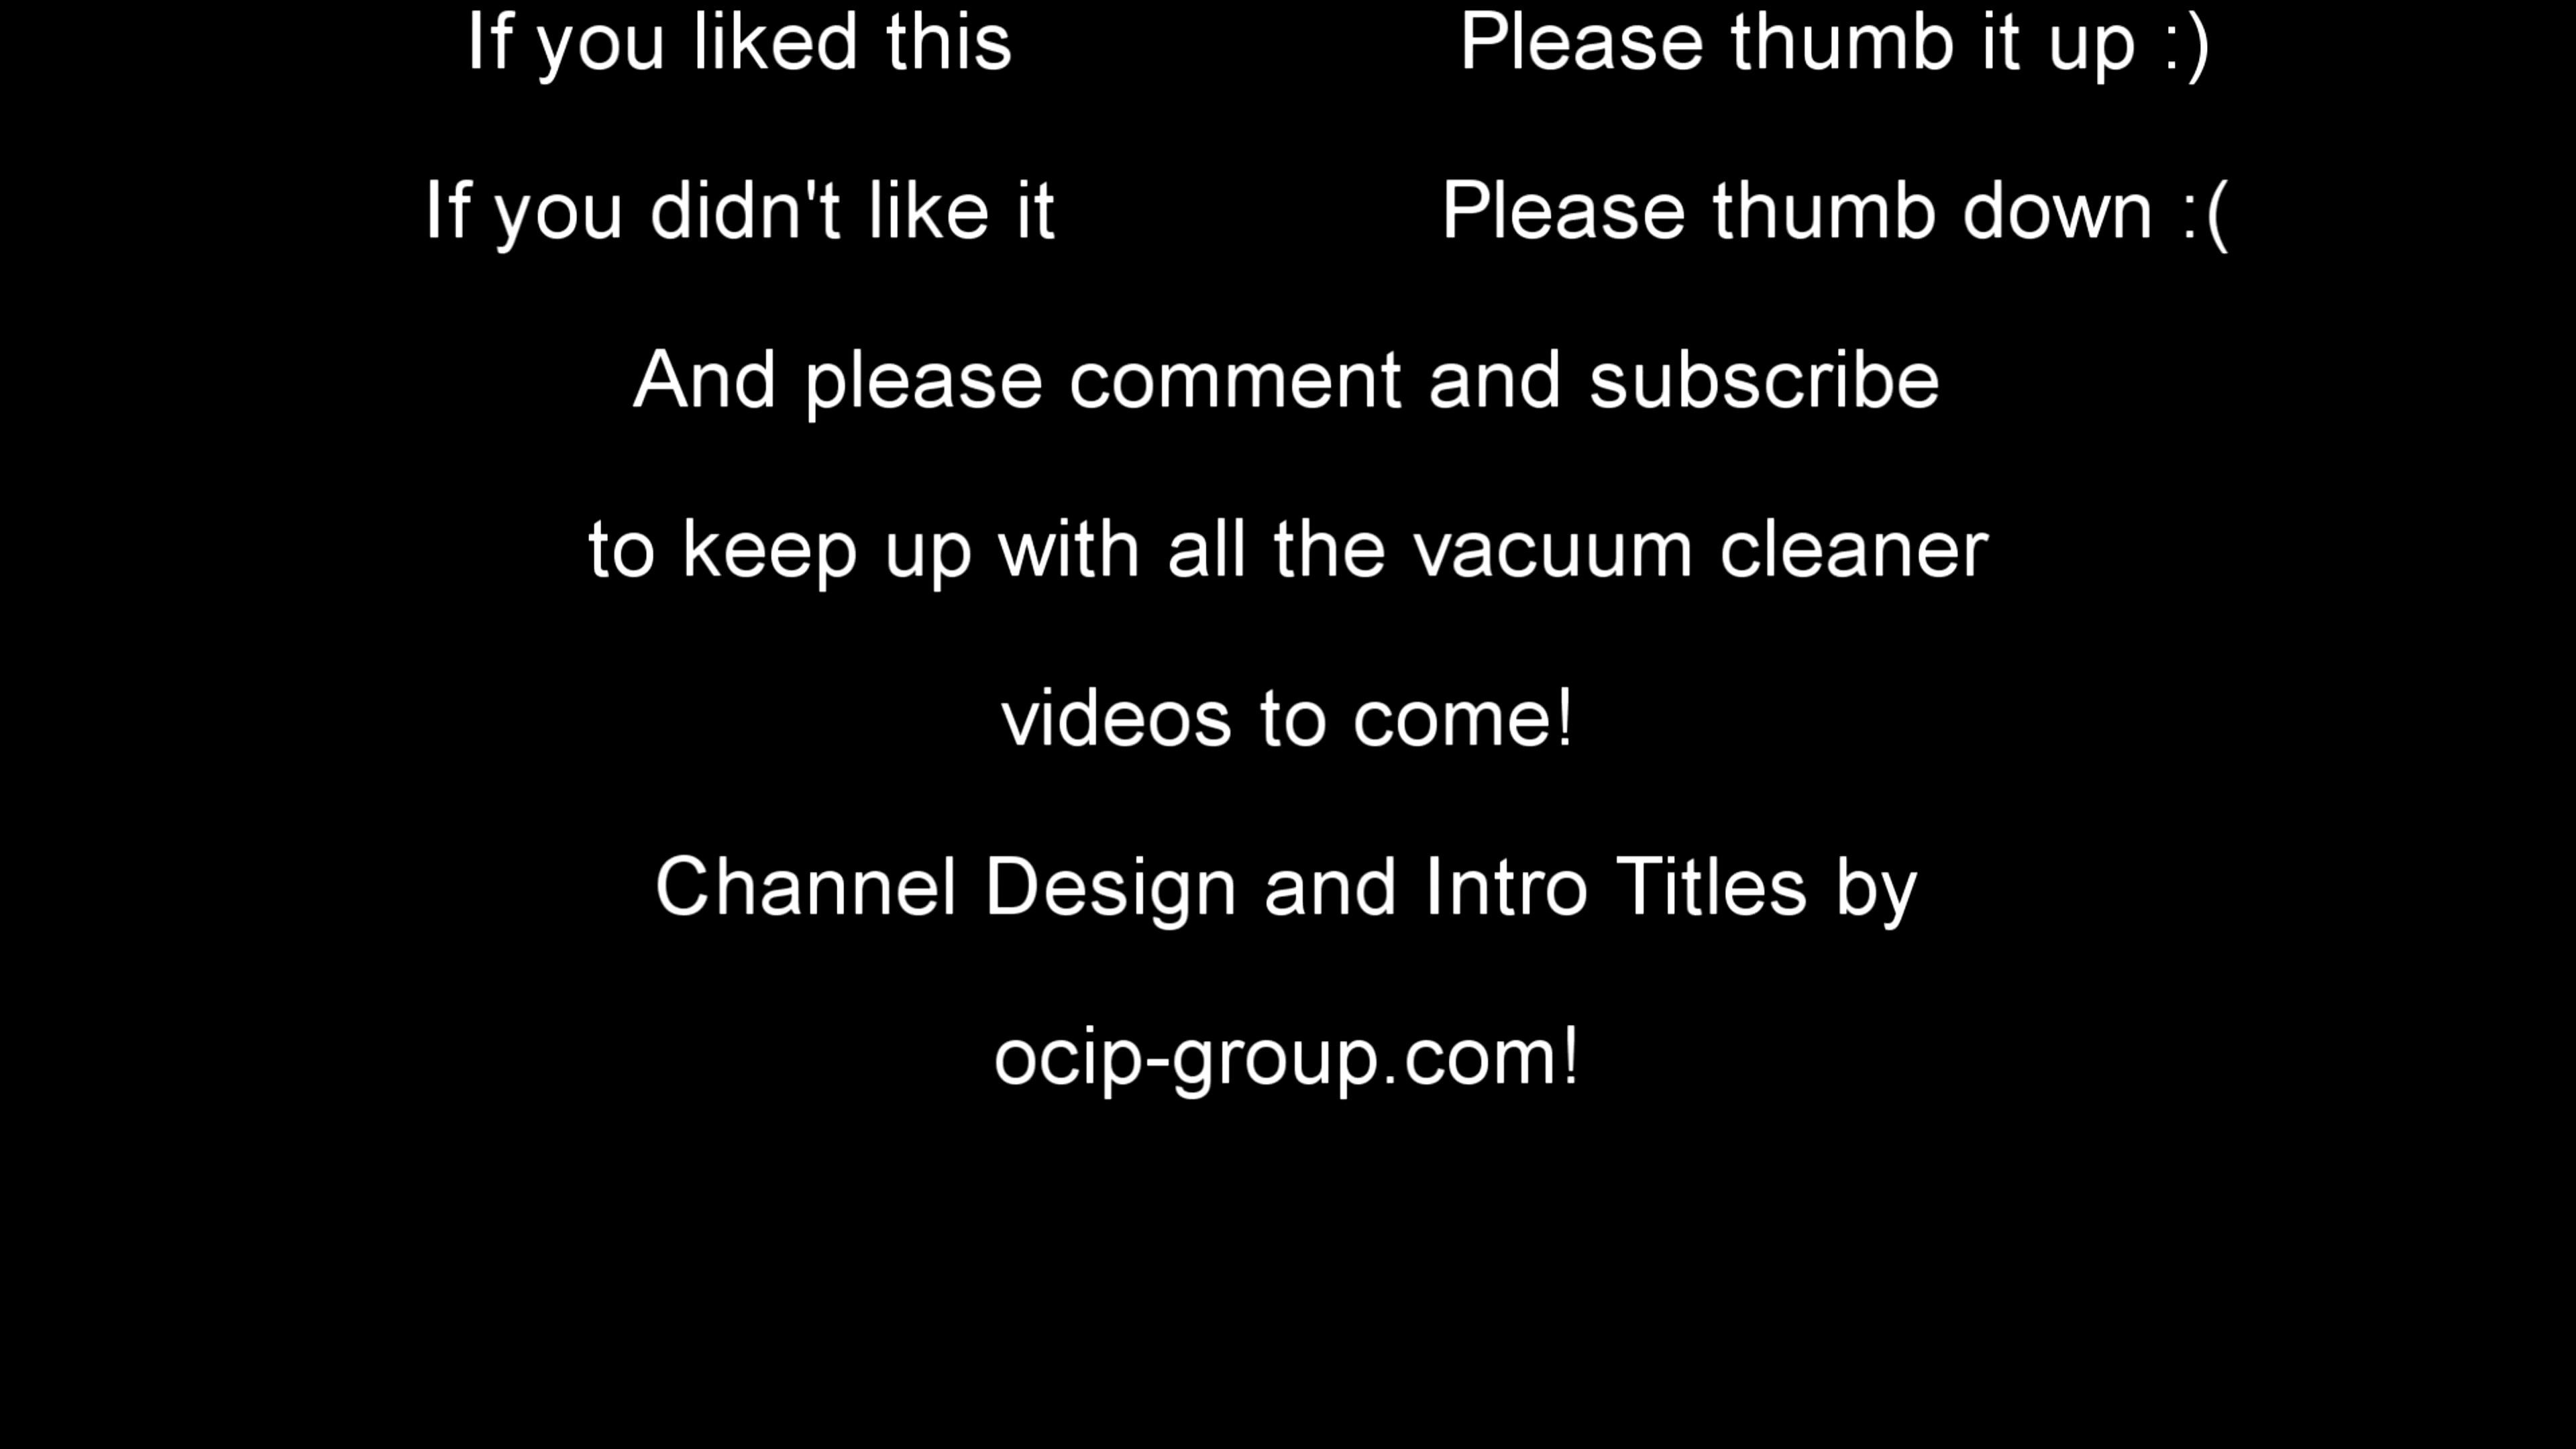 If you liked this Please thumb it up :)
If you didn't like it Please thumb down :(
And please comment and subscribe
to keep up with all the vacuum cleaner
videos to come!
Channel Design and Intro Titles by
ocip-group.com!